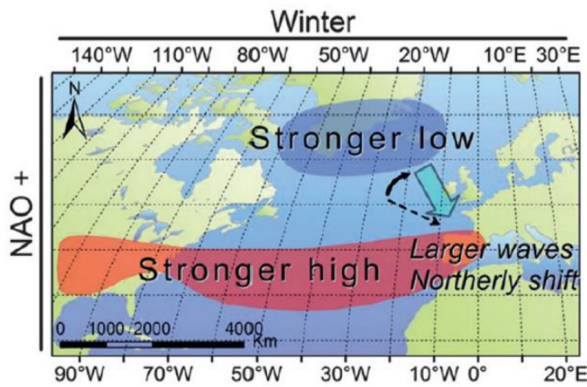 Winter
140°W 110°W 80°W 50°W 20°W 10°E 30°E
NAO +
N
Stronger low
Larger waves
Northerly shift
Stronger high
0 1000 2000 4000
Km
90°W 70°W 50°W 30°W 10°W 0° 20°E